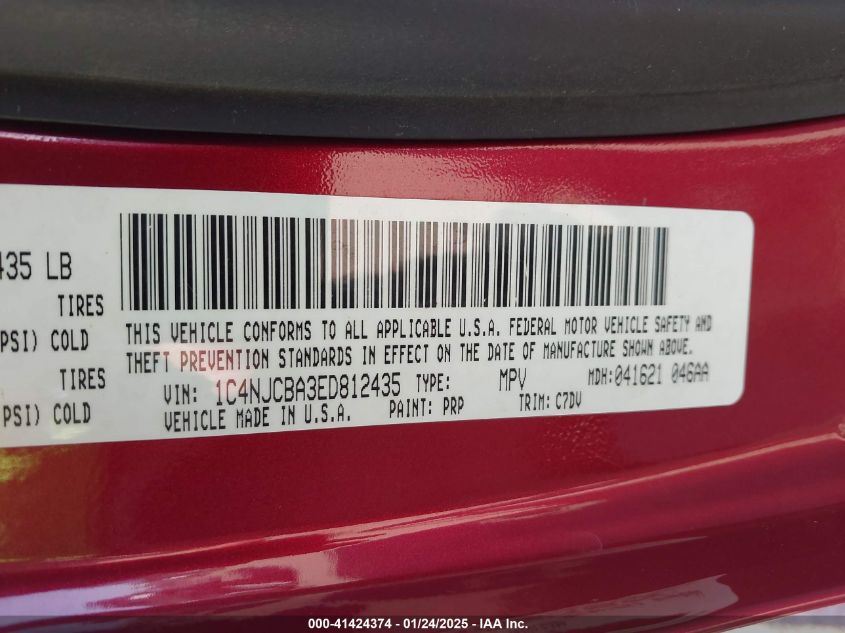 435 LB
TIRES
PSI) COLD
TIRES
PSI) COLD
THIS VEHICLE CONFORMS TO ALL APPLICABLE U.S.A. FEDERAL MOTOR VEHICLE SAFETY AND
THEFT PREVENTION STANDARDS IN EFFECT ON THE DATE OF MANUFACTURE SHOWN ABOVE.
VIN: 1C4NJCBA3ED812435 TYPE: MPV MDH:041621 046AA
VEHICLE MADE IN U.S.A. PAINT: PRP TRIM: C7DV
000-41424374 - 01/24/2025 - IAA Inc.